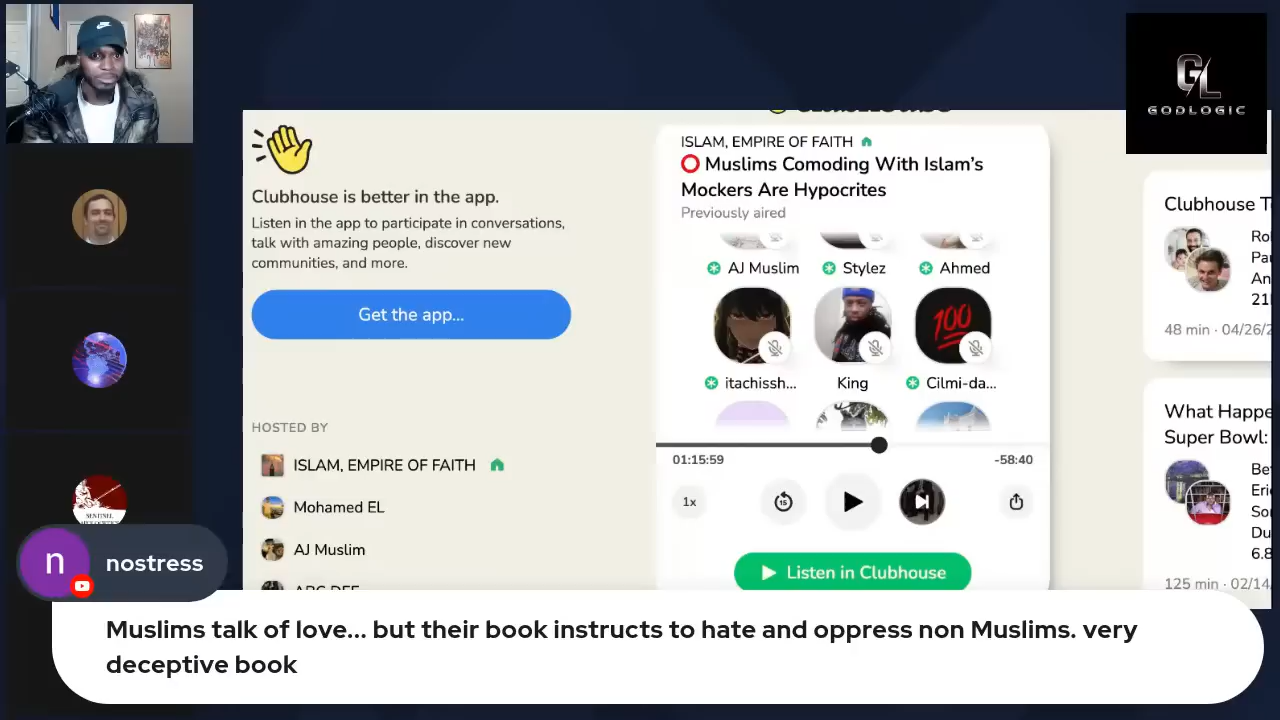 GL
GODLOGIC
ISLAM, EMPIRE OF FAITH
Muslims Comoding With Islam's
Mockers Are Hypocrites
Previously aired
Clubhouse is better in the app.
Listen in the app to participate in conversations,
talk with amazing people, discover new
communities, and more.
Get the app...
AJ Muslim
Stylez
Ahmed
100
itachissh...
King
Cilmi-da...
HOSTED BY
ISLAM, EMPIRE OF FAITH
Mohamed EL
AJ Muslim
01:15:59
-58:40
1x
15
Listen in Clubhouse
Clubhouse T
48 min · 04/26/2
What Happe
Super Bowl:
125 min · 02/14/
SENTINEL
n
nostress
Muslims talk of love... but their book instructs to hate and oppress non Muslims. very
deceptive book